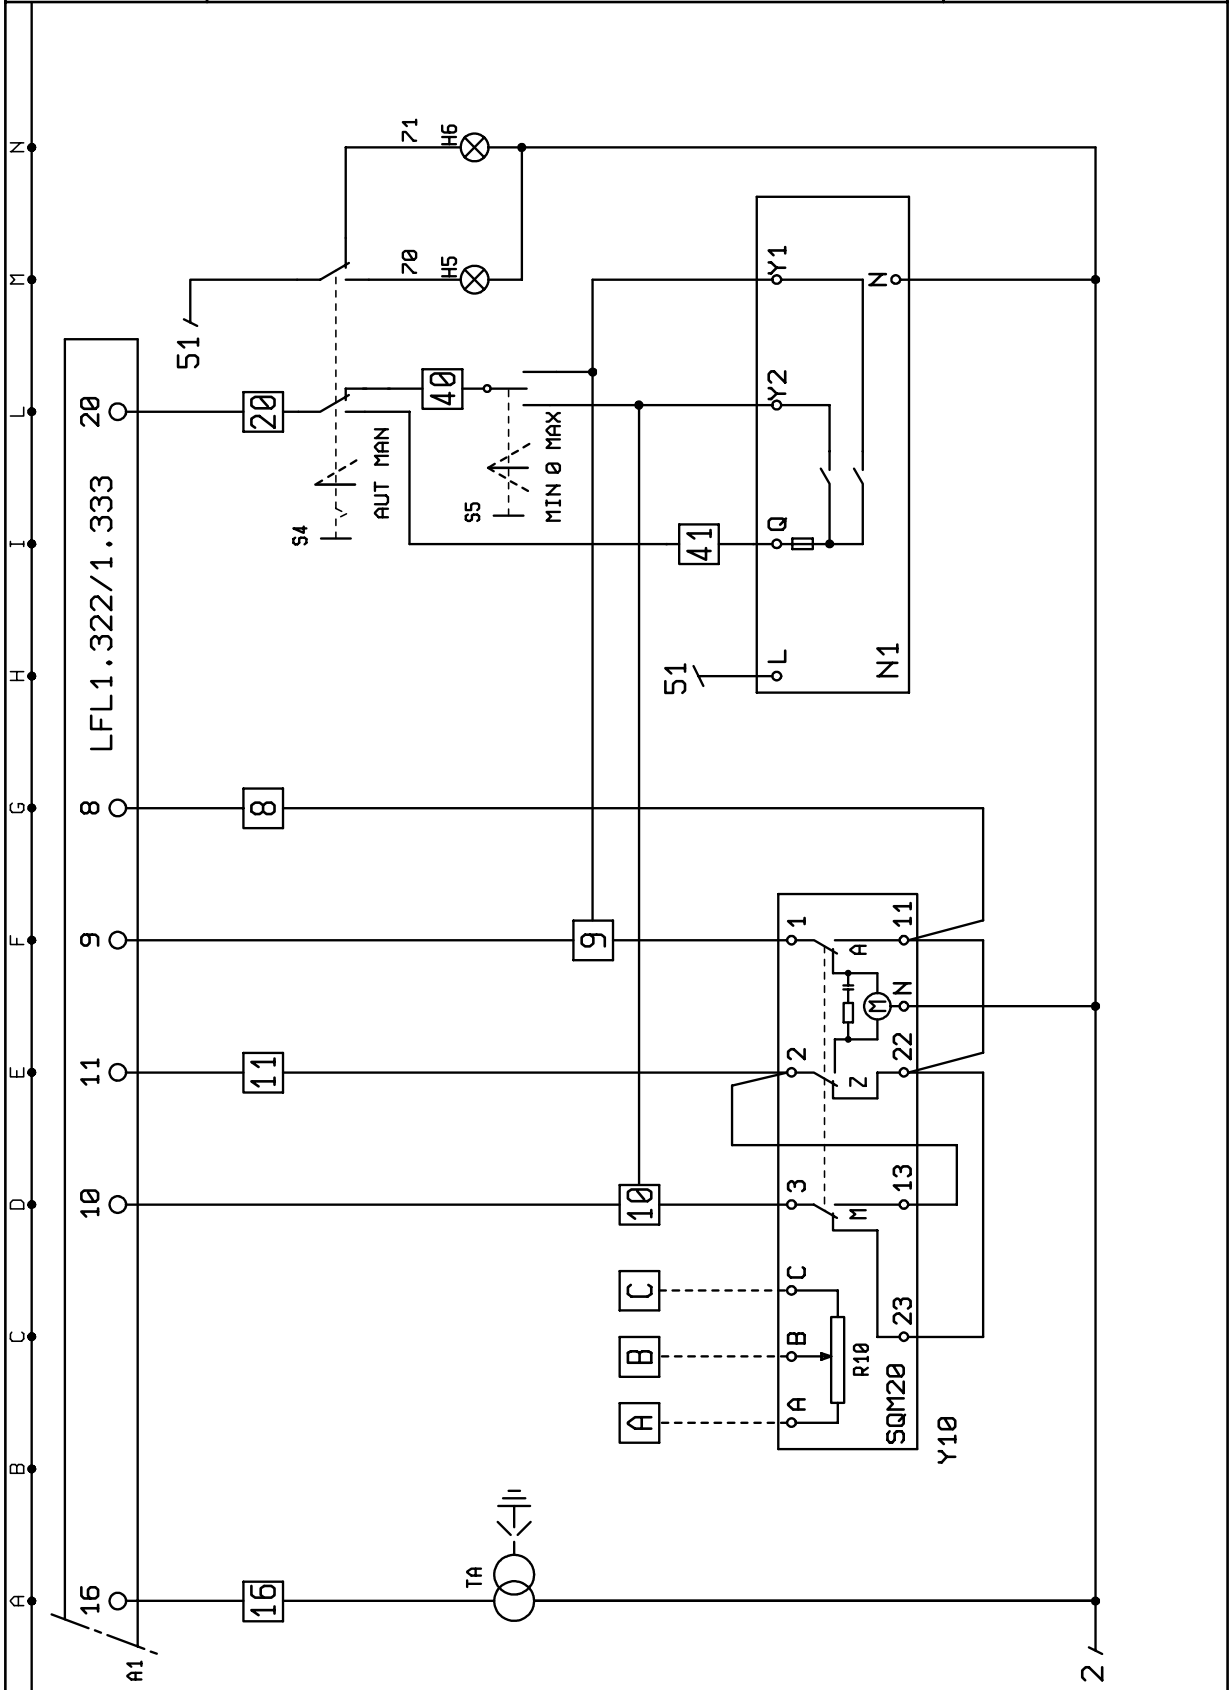 A B C D E F G H I L M N
A1
LFL1.322/1.333
16 10 11 9 8 20
16 11 8 20
51
S4
AUT MAN
70 71
H5 H6
40
S5
MIN 0 MAX
TA
A B C
10
9
41
51
L Q Y2 Y1
N
N1
A B C 3 2 1
R10
M Z A
M
23 13 22 N 11
SQM20
Y10
2